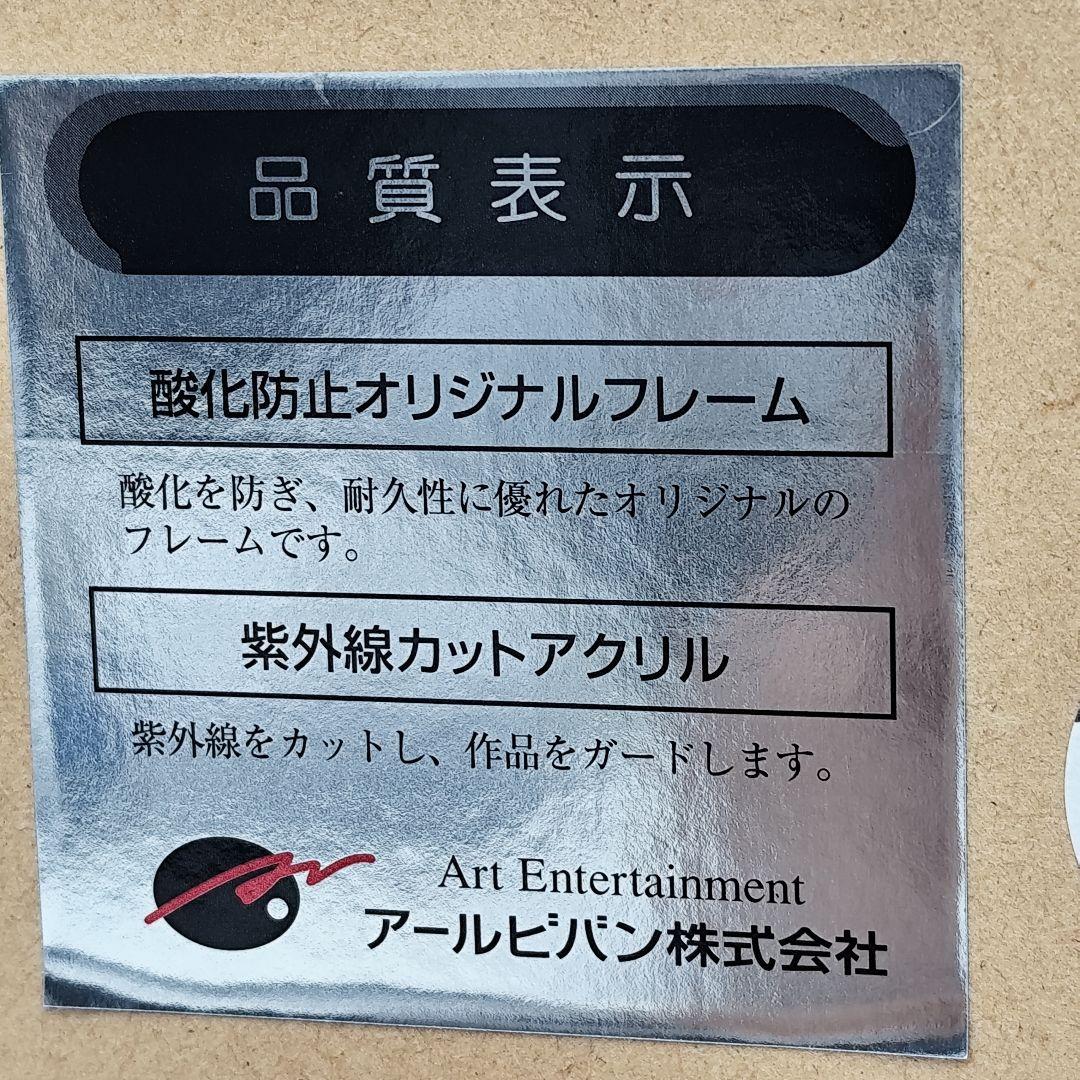 品質表示
酸化防止オリジナルフレーム
酸化を防ぎ、耐久性に優れたオリジナルの
フレームです。
紫外線カットアクリル
紫外線をカットし、作品をガードします。
Art Entertainment
アールビバン株式会社